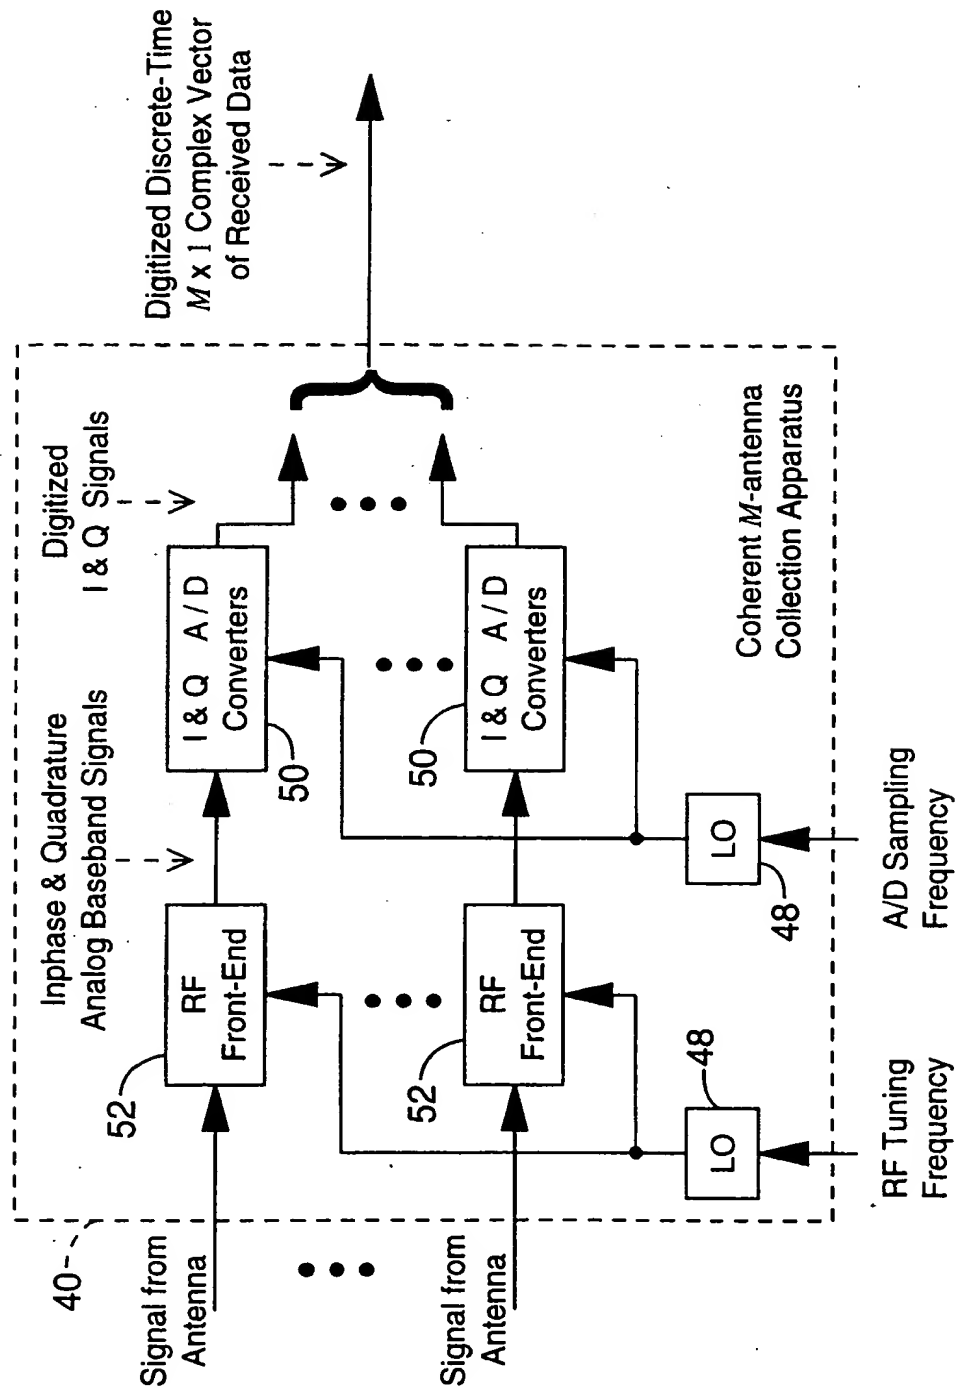 Digitized Discrete-Time
M x 1 Complex Vector
of Received Data
Digitized
I & Q Signals
Inphase & Quadrature
Analog Baseband Signals
40
Signal from
Antenna
52
RF
Front-End
50
I & Q A / D
Converters
Signal from
Antenna
52
RF
Front-End
50
I & Q A / D
Converters
48
LO
48
LO
Coherent M-antenna
Collection Apparatus
RF Tuning
Frequency
A/D Sampling
Frequency